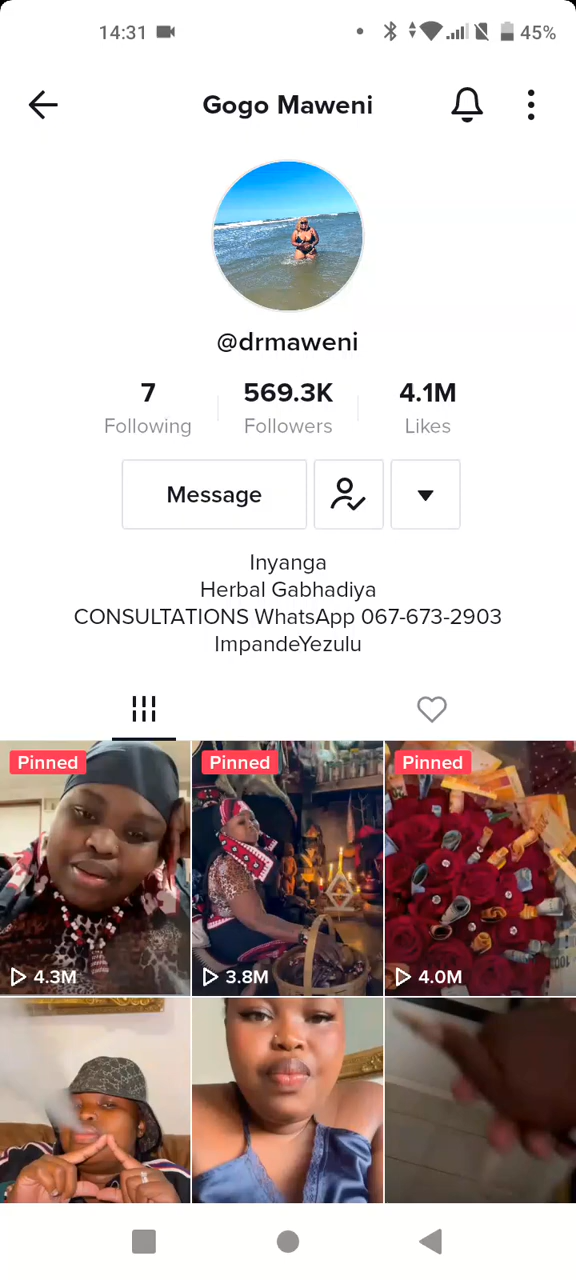 14:31
45%
Gogo Maweni
@drmaweni
7 569.3K 4.1M
Following Followers Likes
Message
Inyanga
Herbal Gabhadiya
CONSULTATIONS WhatsApp 067-673-2903
ImpandeYezulu
Pinned Pinned Pinned
4.3M 3.8M 4.0M